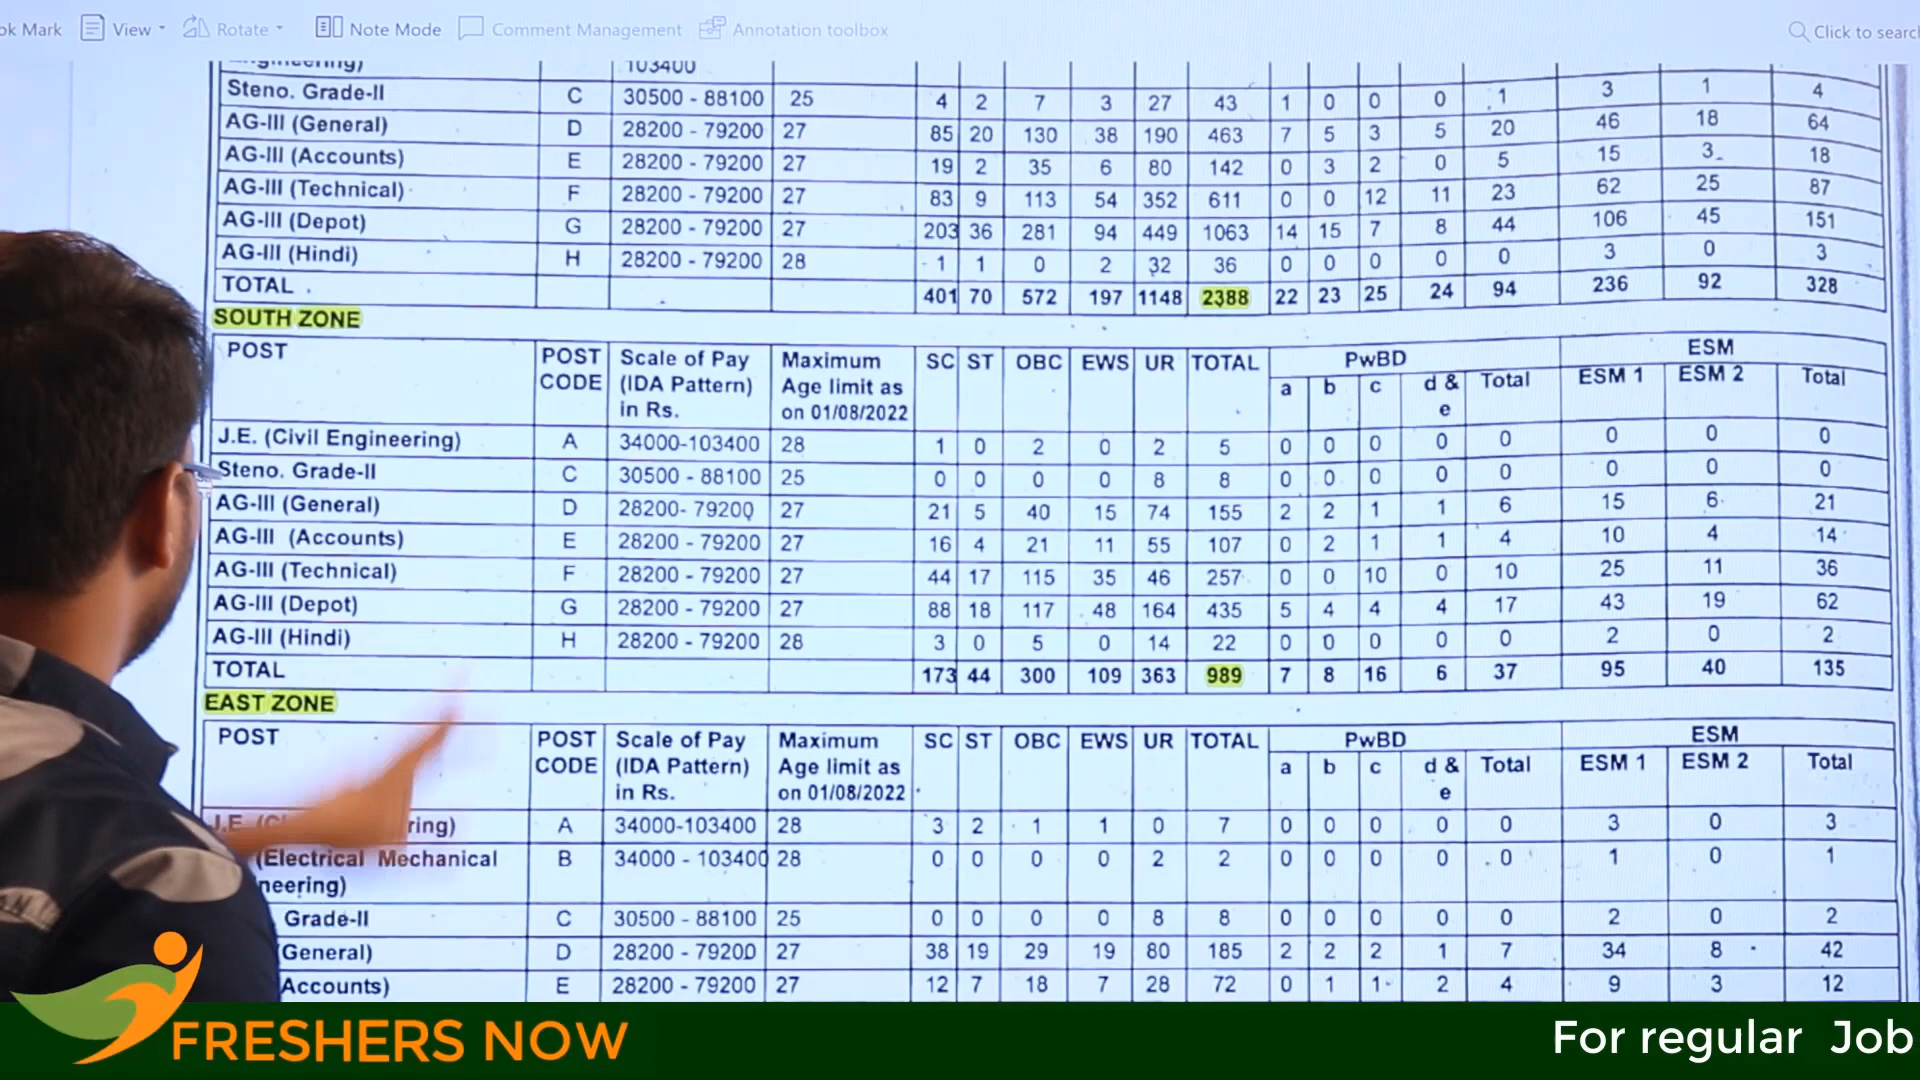 ok Mark View Rotate Note Mode Comment Management Annotation toolbox Click to searc
103400
Steno. Grade-II C 30500 - 88100 25 4 2 7 3 27 43 1 0 0 0 1 3 1 4
AG-III (General) D 28200 - 79200 27 85 20 130 38 190 463 7 5 3 5 20 46 18 64
AG-III (Accounts) E 28200 - 79200 27 19 2 35 6 80 142 0 3 2 0 5 15 3 18
AG-III (Technical) F 28200 - 79200 27 83 9 113 54 352 611 0 0 12 11 23 62 25 87
AG-III (Depot) G 28200 - 79200 27 203 36 281 94 449 1063 14 15 7 8 44 106 45 151
AG-III (Hindi) H 28200 - 79200 28 1 1 0 2 32 36 0 0 0 0 0 3 0 3
TOTAL 401 70 572 197 1148 2388 22 23 25 24 94 236 92 328
SOUTH ZONE
POST POST CODE Scale of Pay (IDA Pattern) in Rs. Maximum Age limit as on 01/08/2022 SC ST OBC EWS UR TOTAL PwBD ESM
a b c d & e Total ESM 1 ESM 2 Total
J.E. (Civil Engineering) A 34000-103400 28 1 0 2 0 2 5 0 0 0 0 0 0 0 0
Steno. Grade-II C 30500 - 88100 25 0 0 0 0 8 8 0 0 0 0 0 0 0 0
AG-III (General) D 28200- 79200 27 21 5 40 15 74 155 2 2 1 1 6 15 6 21
AG-III (Accounts) E 28200 - 79200 27 16 4 21 11 55 107 0 2 1 1 4 10 4 14
AG-III (Technical) F 28200 - 79200 27 44 17 115 35 46 257 0 0 10 0 10 25 11 36
AG-III (Depot) G 28200 - 79200 27 88 18 117 48 164 435 5 4 4 4 17 43 19 62
AG-III (Hindi) H 28200 - 79200 28 3 0 5 0 14 22 0 0 0 0 0 2 0 2
TOTAL 173 44 300 109 363 989 7 8 16 6 37 95 40 135
EAST ZONE
POST POST CODE Scale of Pay (IDA Pattern) in Rs. Maximum Age limit as on 01/08/2022 SC ST OBC EWS UR TOTAL PwBD ESM
a b c d & e Total ESM 1 ESM 2 Total
J.E. ring) A 34000-103400 28 3 2 1 1 0 7 0 0 0 0 0 3 0 3
(Electrical Mechanical B 34000 - 103400 28 0 0 0 0 2 2 0 0 0 0 0 1 0 1
neering)
Grade-II C 30500 - 88100 25 0 0 0 0 8 8 0 0 0 0 0 2 0 2
General) D 28200 - 79200 27 38 19 29 19 80 185 2 2 2 1 7 34 8 42
Accounts) E 28200 - 79200 27 12 7 18 7 28 72 0 1 1 2 4 9 3 12
FRESHERS NOW
For regular Job